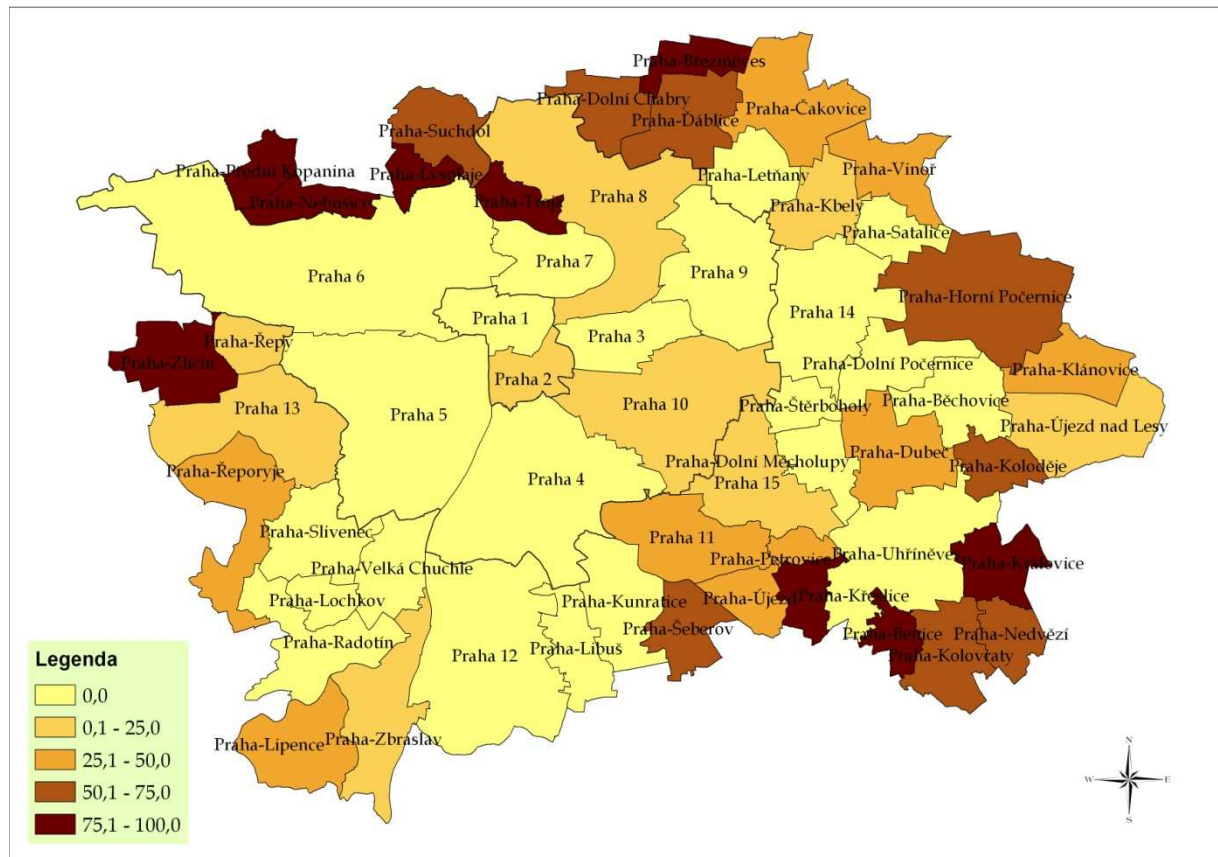 Praha-Březiněves
Praha-Dolní Chabry
Praha-Čakovice
Praha-Ďáblice
Praha-Suchdol
Praha-Přední Kopanina
Praha-Lysolaje
Praha-Letňany
Praha-Vinoř
Praha-Nebušice
Praha-Troja
Praha 8
Praha-Kbely
Praha-Satalice
Praha 7
Praha 6
Praha 9
Praha-Horní Počernice
Praha 1
Praha 14
Praha 3
Praha-Řepy
Praha-Zličín
Praha-Dolní Počernice
Praha 2
Praha-Klánovice
Praha 13
Praha 5
Praha 10
Praha-Štěrboholy
Praha-Běchovice
Praha-Újezd nad Lesy
Praha-Dubeč
Praha-Řeporyje
Praha-Dolní Měcholupy
Praha-Koloděje
Praha 4
Praha 15
Praha-Slivenec
Praha 11
Praha-Petrovice
Praha-Uhříněves
Praha-Královice
Praha-Velká Chuchle
Praha-Lochkov
Praha-Kunratice
Praha-Újezd
Praha-Křeslice
Praha-Šeberov
Praha-Benice
Praha-Nedvězí
Praha-Radotín
Praha 12
Praha-Libuš
Praha-Kolovraty
Praha-Lipence
Praha-Zbraslav
Legenda
0,0
0,1 - 25,0
25,1 - 50,0
50,1 - 75,0
75,1 - 100,0
N
W
E
S